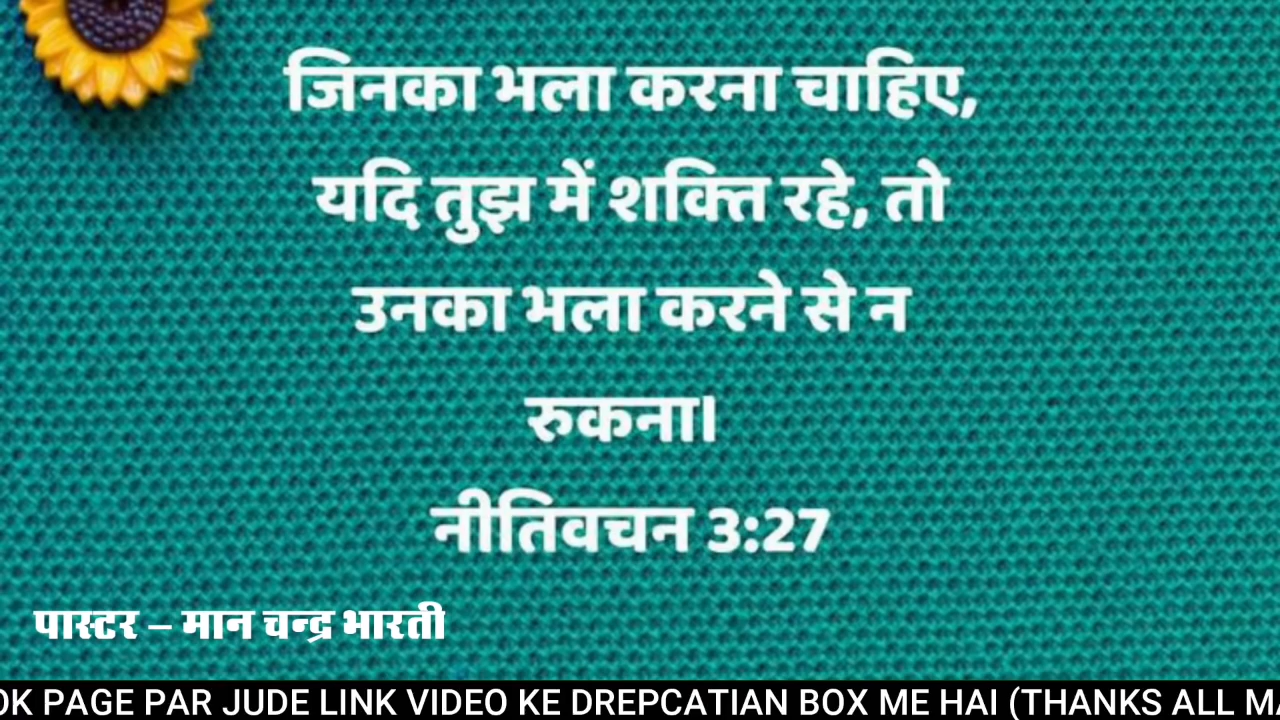 जिनका भला करना चाहिए,
यदि तुझ में शक्ति रहे, तो
उनका भला करने से न
रुकना।
नीतिवचन 3:27
पास्टर – मान चन्द्र भारती
OK PAGE PAR JUDE LINK VIDEO KE DREPCATIAN BOX ME HAI (THANKS ALL M